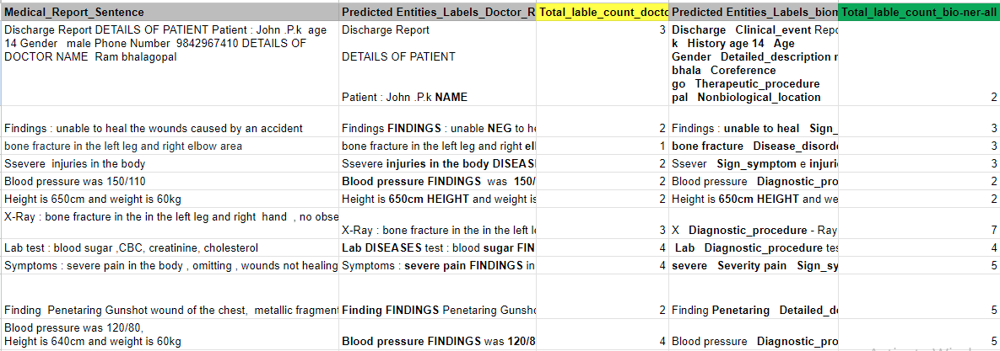 Medical_Report_Sentence Predicted Entities_Labels_Doctor_R Total_lable_count_docto Predicted Entities_Labels_bion Total_lable_count_bio-ner-all
Discharge Report DETAILS OF PATIENT Patient : John .P.k age
14 Gender male Phone Number 9842967410 DETAILS OF
DOCTOR NAME Ram bhalagopal
Discharge Report
DETAILS OF PATIENT
Patient : John .P.k NAME
3
Discharge Clinical_event Repo
k History age 14 Age
Gender Detailed_description
bhala Coreference
go Therapeutic_procedure
pal Nonbiological_location
2
Findings : unable to heal the wounds caused by an accident Findings FINDINGS : unable NEG to he 2 Findings : unable to heal Sign_ 3
bone fracture in the left leg and right elbow area bone fracture in the left leg and right el 1 bone fracture Disease_disord 3
Ssevere injuries in the body Ssevere injuries in the body DISEAS 2 Ssever Sign_symptom e injuri 3
Blood pressure was 150/110 Blood pressure FINDINGS was 150/ 2 Blood pressure Diagnostic_pro 2
Height is 650cm and weight is 60kg Height is 650cm HEIGHT and weight is 2 Height is 650cm HEIGHT and we 2
X-Ray : bone fracture in the in the left leg and right hand , no obse X-Ray : bone fracture in the in the left le 3 X Diagnostic_procedure - Ray 7
Lab test : blood sugar ,CBC, creatinine, cholesterol Lab DISEASES test : blood sugar FIN 4 Lab Diagnostic_procedure tes 4
Symptoms : severe pain in the body , omitting , wounds not healing Symptoms : severe pain FINDINGS in 4 severe Severity pain Sign_sy 5
Finding Penetaring Gunshot wound of the chest, metallic fragment Finding FINDINGS Penetaring Gunsho 2 Finding Penetaring Detailed_de 5
Blood pressure was 120/80,
Height is 640cm and weight is 60kg Blood pressure FINDINGS was 120/8 4 Blood pressure Diagnostic_pro 5